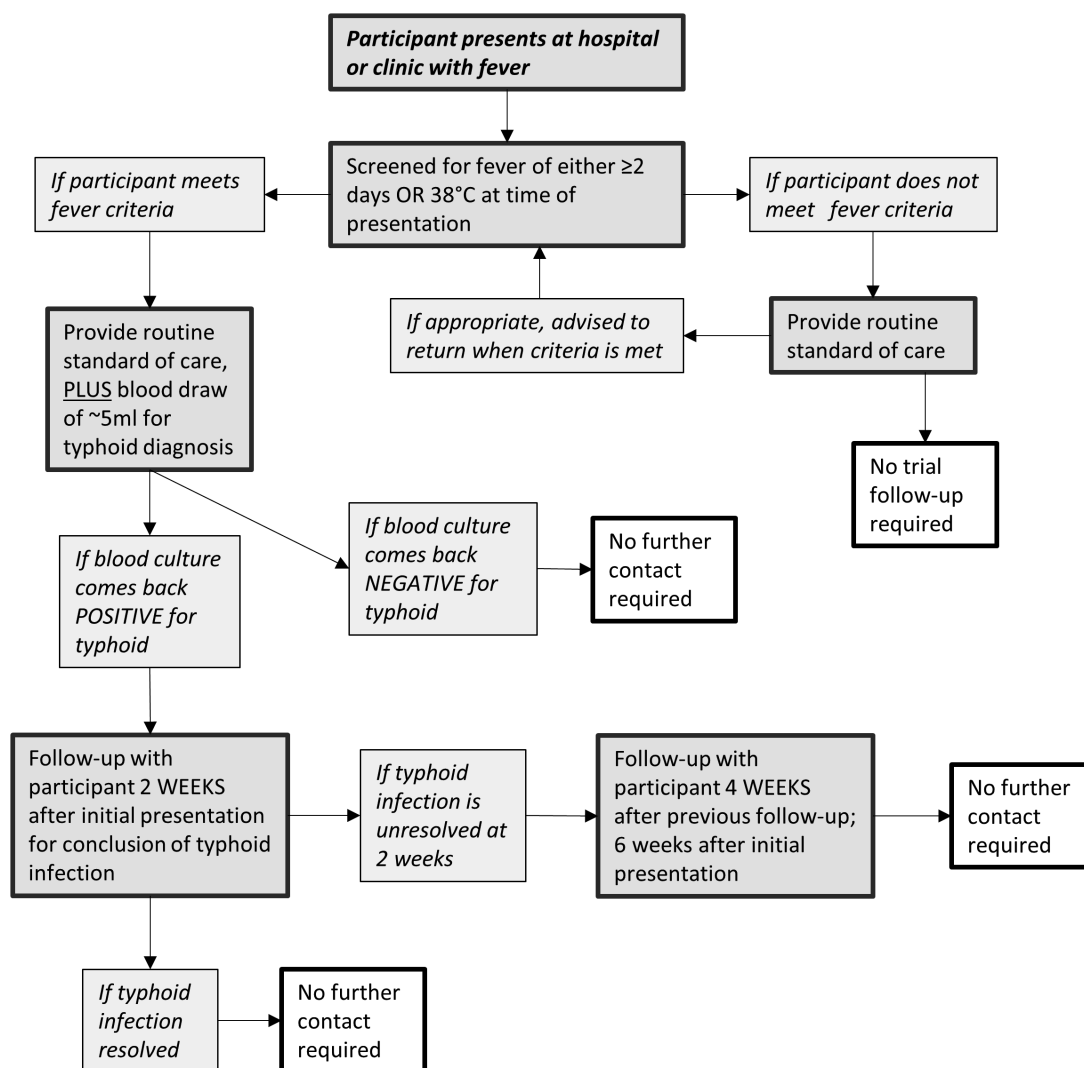 Participant presents at hospital
or clinic with fever
Screened for fever of either ≥2
days OR 38°C at time of
presentation
If participant meets
fever criteria
If participant does not
meet fever criteria
Provide routine
standard of care,
PLUS blood draw
of ~5ml for
typhoid diagnosis
If appropriate, advised to
return when criteria is met
Provide routine
standard of care
No trial
follow-up
required
If blood culture
comes back
POSITIVE for
typhoid
If blood culture
comes back
NEGATIVE for
typhoid
No further
contact
required
Follow-up with
participant 2 WEEKS
after initial presentation
for conclusion of typhoid
infection
If typhoid
infection is
unresolved at
2 weeks
Follow-up with
participant 4 WEEKS
after previous follow-up;
6 weeks after initial
presentation
No further
contact
required
If typhoid
infection
resolved
No further
contact
required